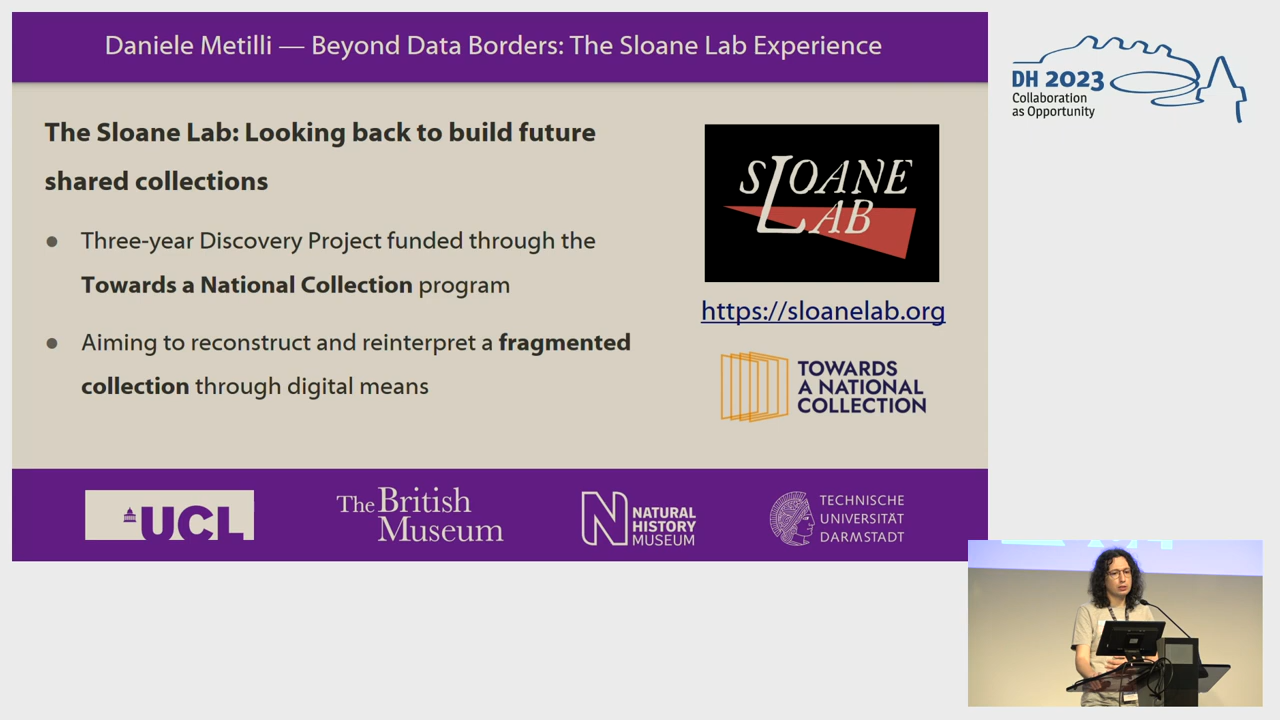 Daniele Metilli — Beyond Data Borders: The Sloane Lab Experience
The Sloane Lab: Looking back to build future
shared collections
● Three-year Discovery Project funded through the
Towards a National Collection program
● Aiming to reconstruct and reinterpret a fragmented
collection through digital means
SLOANE
LAB
https://sloanelab.org
TOWARDS
A NATIONAL
COLLECTION
UCL
The British
Museum
N NATURAL
HISTORY
MUSEUM
TECHNISCHE
UNIVERSITÄT
DARMSTADT
DH 2023
Collaboration
as Opportunity